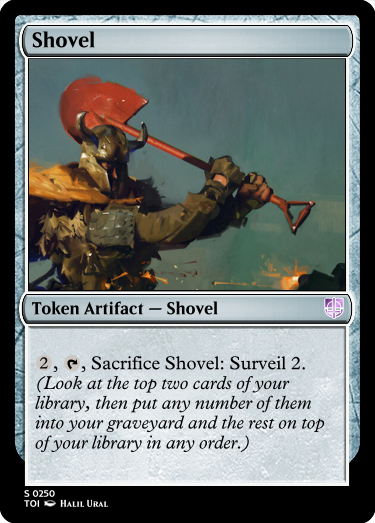 Shovel
Token Artifact — Shovel
2, , Sacrifice Shovel: Surveil 2.
(Look at the top two cards of your
library, then put any number of them
into your graveyard and the rest on top
of your library in any order.)
S 0250
TOI Halil Ural